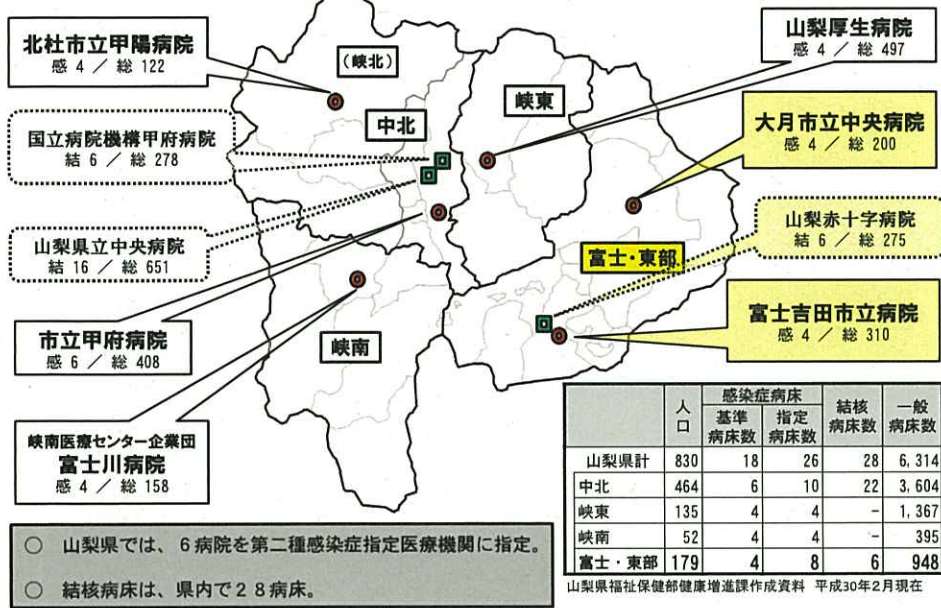 北杜市立甲陽病院
感 4 ／ 総 122
（峡北）
山梨厚生病院
感 4 ／ 総 497
峡東
中北
国立病院機構甲府病院
結 6 ／ 総 278
大月市立中央病院
感 4 ／ 総 200
山梨県立中央病院
結 16 ／ 総 651
山梨赤十字病院
結 6 ／ 総 275
富士・東部
市立甲府病院
感 6 ／ 総 408
峡南
富士吉田市立病院
感 4 ／ 総 310
峡南医療センター企業団
富士川病院
感 4 ／ 総 158
人口 感染症病床 結核病床数 一般病床数
基準病床数 指定病床数
山梨県計 830 18 26 28 6,314
中北 464 6 10 22 3,604
峡東 135 4 4 - 1,367
峡南 52 4 4 - 395
富士・東部 179 4 8 6 948
○ 山梨県では、6病院を第二種感染症指定医療機関に指定。
○ 結核病床は、県内で28病床。
山梨県福祉保健部健康増進課作成資料 平成30年2月現在